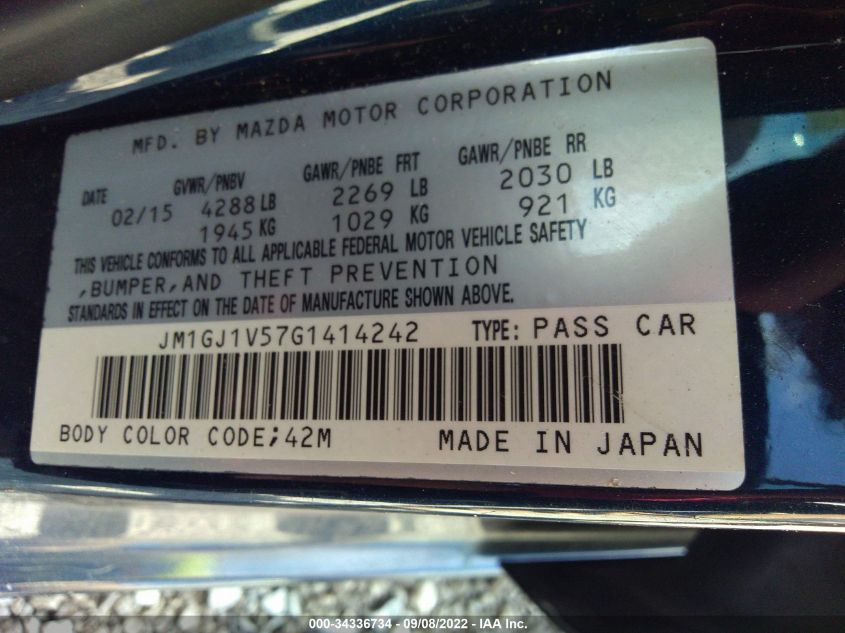 MFD. BY MAZDA MOTOR CORPORATION
DATE GVWR/PNBV GAWR/PNBE FRT GAWR/PNBE RR
02/15 4288 LB 2269 LB 2030 LB
1945 KG 1029 KG 921 KG
THIS VEHICLE CONFORMS TO ALL APPLICABLE FEDERAL MOTOR VEHICLE SAFETY
,BUMPER,AND THEFT PREVENTION
STANDARDS IN EFFECT ON THE DATE OF MANUFACTURE SHOWN ABOVE.
JM1GJ1V57G1414242 TYPE: PASS CAR
BODY COLOR CODE;42M MADE IN JAPAN
000-34336734 - 09/08/2022 - IAA Inc.